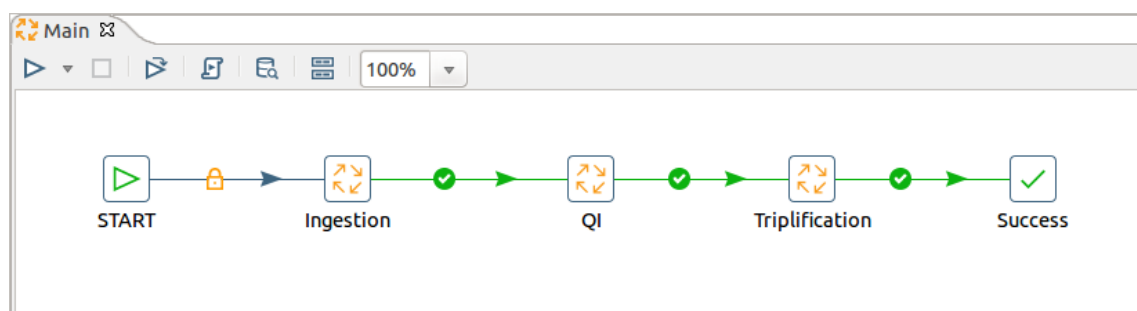 Main
100%
START
Ingestion
QI
Triplification
Success